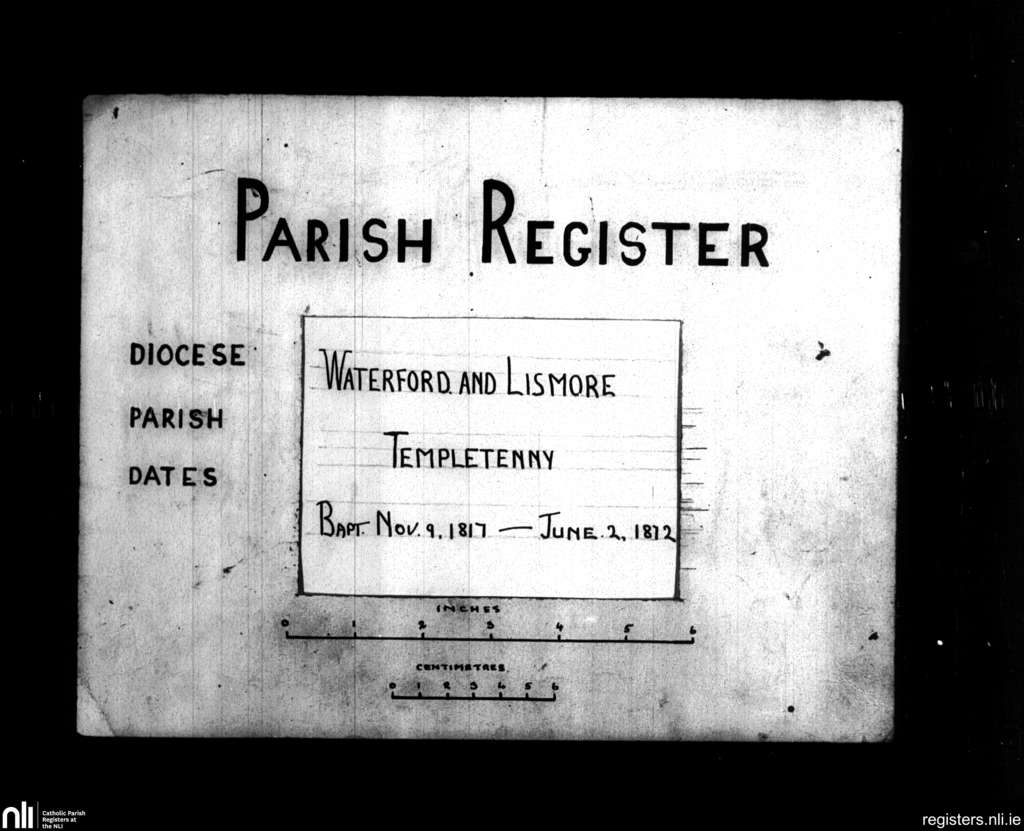 PARISH REGISTER
DIOCESE WATERFORD AND LISMORE
PARISH TEMPLETENNY
DATES BAPT. NOV. 9, 1817 — JUNE. 2, 1872
INCHES
0 1 2 3 4 5 6
CENTIMETRES
0 1 2 3 4 5 6
nli Catholic Parish
Registers at
the NLI
registers.nli.ie